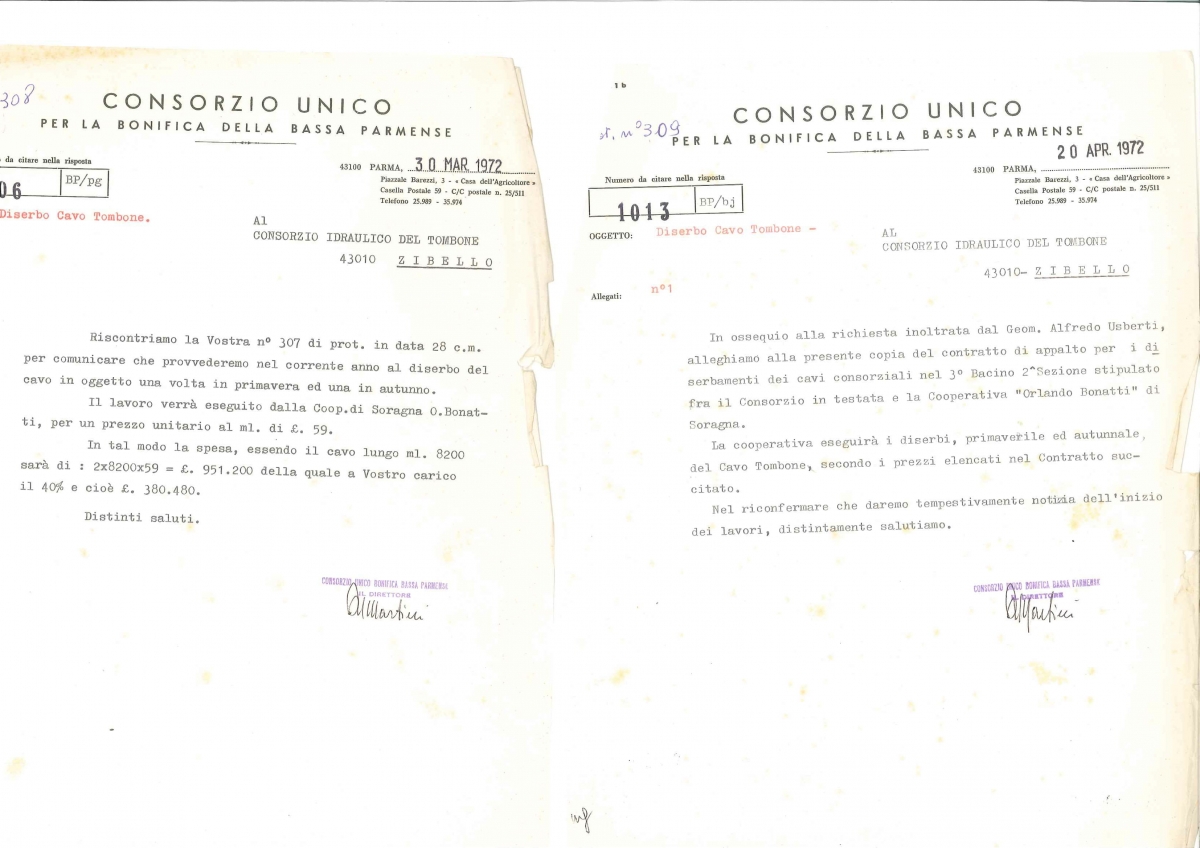 308
CONSORZIO UNICO
PER LA BONIFICA DELLA BASSA PARMENSE
da citare nella risposta
06
BP/pg
43100 PARMA, 30 MAR. 1972
Piazzale Barezzi, 3 - « Casa dell'Agricoltore »
Casella Postale 59 - C/C postale n. 25/511
Telefono 25.989 - 35.974
Diserbo Cavo Tombone.
Al
CONSORZIO IDRAULICO DEL TOMBONE
43010 ZIBELLO
Riscontriamo la Vostra n° 307 di prot. in data 28 c.m.
per comunicare che provvederemo nel corrente anno al diserbo del
cavo in oggetto una volta in primavera ed una in autunno.
Il lavoro verrà eseguito dalla Coop.di Soragna O.Bonat-
ti, per un prezzo unitario al ml. di £. 59.
In tal modo la spesa, essendo il cavo lungo ml. 8200
sarà di : 2x8200x59 = £. 951.200 della quale a Vostro carico
il 40% e cioè £. 380.480.
Distinti saluti.
CONSORZIO UNICO BONIFICA BASSA PARMENSE
IL DIRETTORE
Martini
1 b
n° 309
CONSORZIO UNICO
PER LA BONIFICA DELLA BASSA PARMENSE
20 APR. 1972
43100 PARMA,
Piazzale Barezzi, 3 - « Casa dell'Agricoltore »
Casella Postale 59 - C/C postale n. 25/511
Telefono 25.989 - 35.974
Numero da citare nella risposta
1013
BP/bj
OGGETTO: Diserbo Cavo Tombone -
AL
CONSORZIO IDRAULICO DEL TOMBONE
43010- ZIBELLO
Allegati: n°1
In ossequio alla richiesta inoltrata dal Geom. Alfredo Usberti,
alleghiamo alla presente copia del contratto di appalto per i di
serbamenti dei cavi consorziali nel 3° Bacino 2^Sezione stipulato
fra il Consorzio in testata e la Cooperativa "Orlando Bonatti" di
Soragna.
La cooperativa eseguirà i diserbi, primaverile ed autunnale,
del Cavo Tombone, secondo i prezzi elencati nel Contratto suc-
citato.
Nel riconfermare che daremo tempestivamente notizia dell'inizio
dei lavori, distintamente salutiamo.
CONSORZIO UNICO BONIFICA BASSA PARMENSE
IL DIRETTORE
Martini